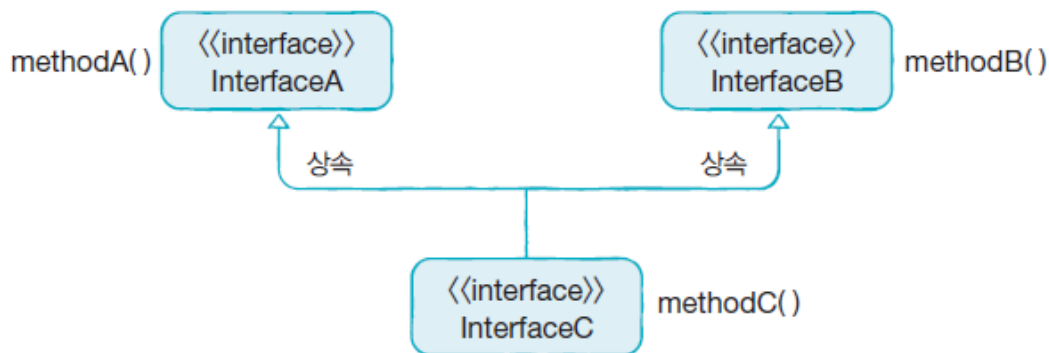 methodA( )
⟨⟨interface⟩⟩
InterfaceA
⟨⟨interface⟩⟩
InterfaceB
methodB( )
상속
상속
⟨⟨interface⟩⟩
InterfaceC
methodC( )